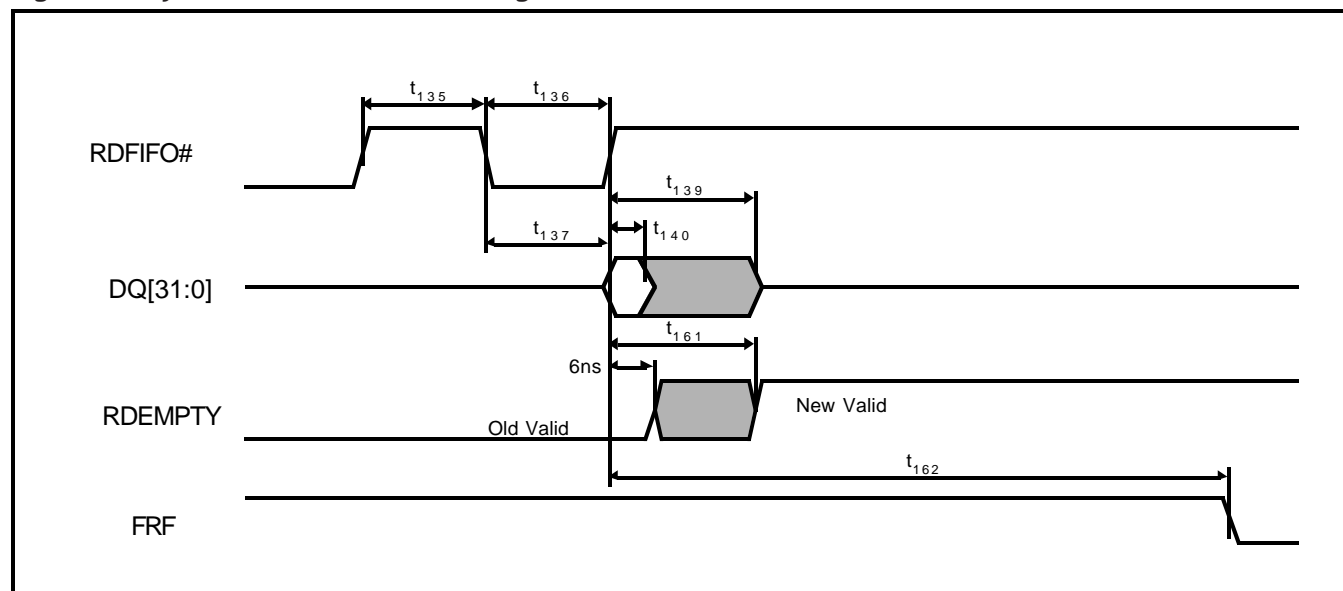 t135
t136
RDFIFO#
t139
t137
t140
DQ[31:0]
t161
6ns
RDEMPTY
New Valid
Old Valid
t162
FRF